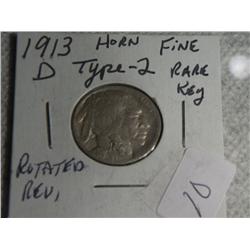 1913 HORN FINE
D Type-2 RARE
KEY
ROTATED
REV,
10